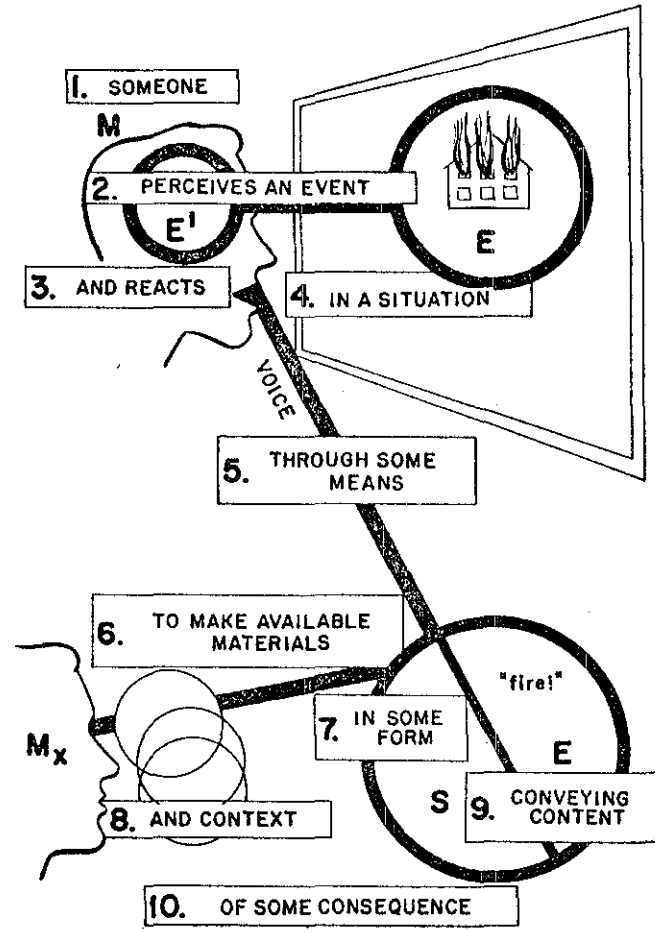 1. SOMEONE
M
2. PERCEIVES AN EVENT
E¹
E
3. AND REACTS
4. IN A SITUATION
VOICE
5. THROUGH SOME
MEANS
6. TO MAKE AVAILABLE
MATERIALS
"fire!"
7. IN SOME
FORM
E
Mx
S
9. CONVEYING
CONTENT
8. AND CONTEXT
10. OF SOME CONSEQUENCE